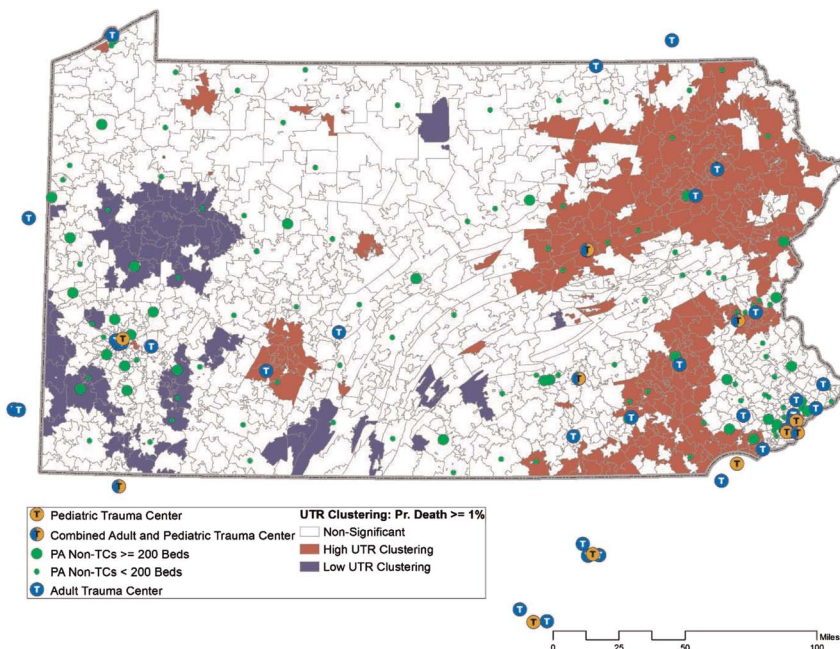 Pediatric Trauma Center
Combined Adult and Pediatric Trauma Center
PA Non-TCs >= 200 Beds
PA Non-TCs < 200 Beds
Adult Trauma Center
UTR Clustering: Pr. Death >= 1%
Non-Significant
High UTR Clustering
Low UTR Clustering
Miles
0 25 50 100